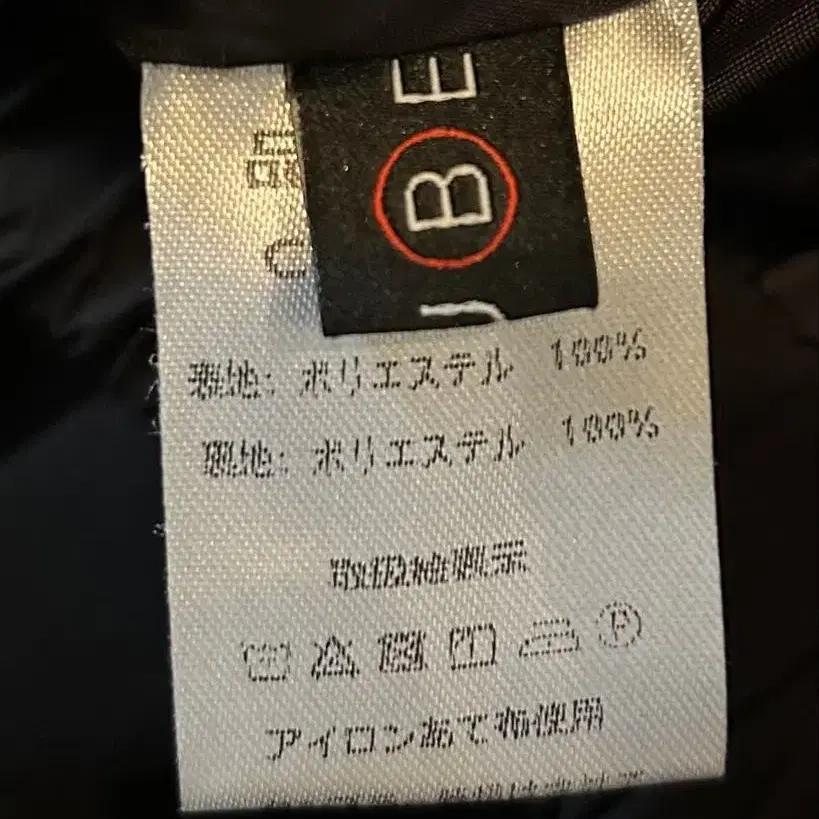 E
B
表地: ポリエステル 100%
裏地: ポリエステル 100%
取扱絵表示
P
アイロン当て布使用